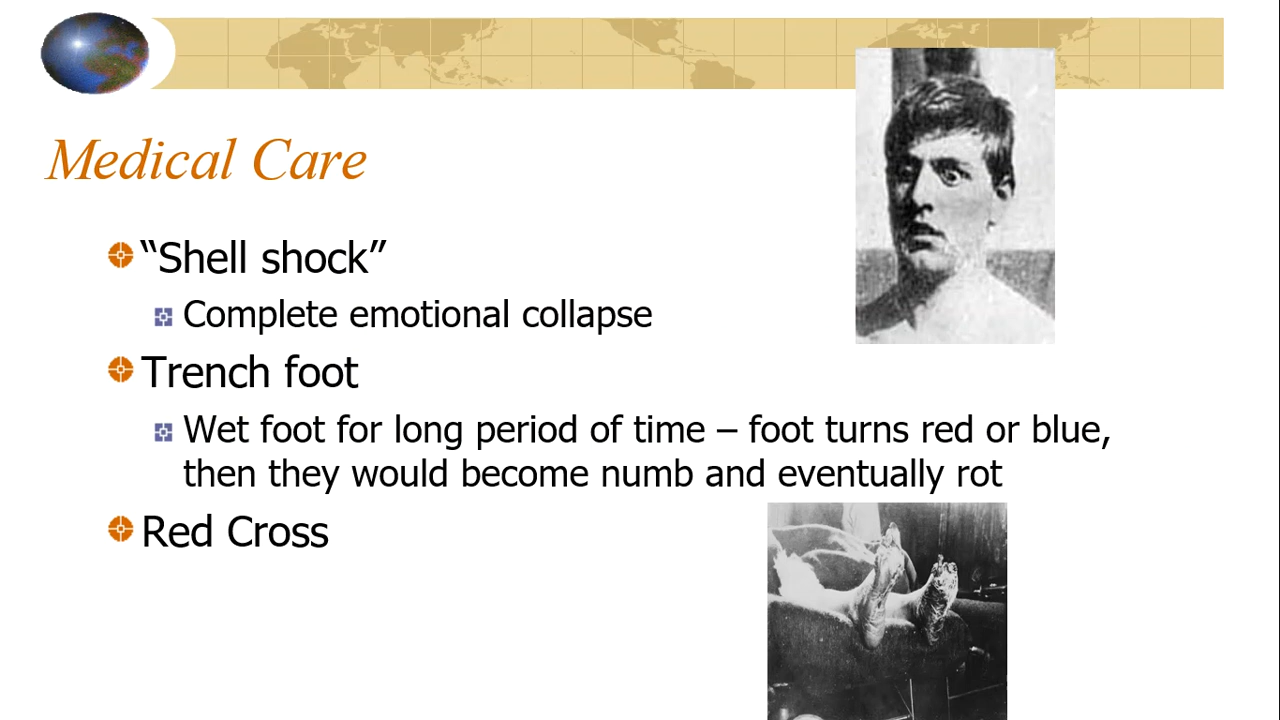 Medical Care
“Shell shock”
Complete emotional collapse
Trench foot
Wet foot for long period of time – foot turns red or blue,
then they would become numb and eventually rot
Red Cross